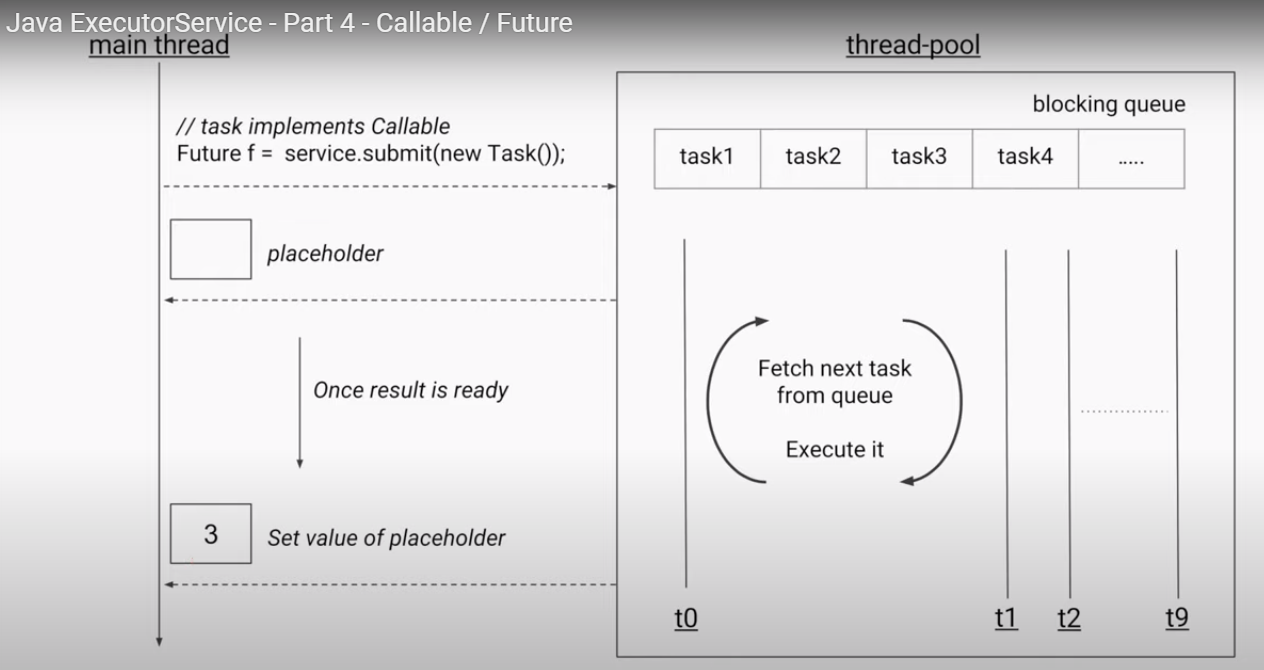 Java ExecutorService - Part 4 - Callable / Future
main thread
thread-pool
blocking queue
// task implements Callable
Future f = service.submit(new Task());
task1 task2 task3 task4 .....
placeholder
Fetch next task
from queue
Once result is ready
Execute it
3 Set value of placeholder
t0 t1 t2 t9